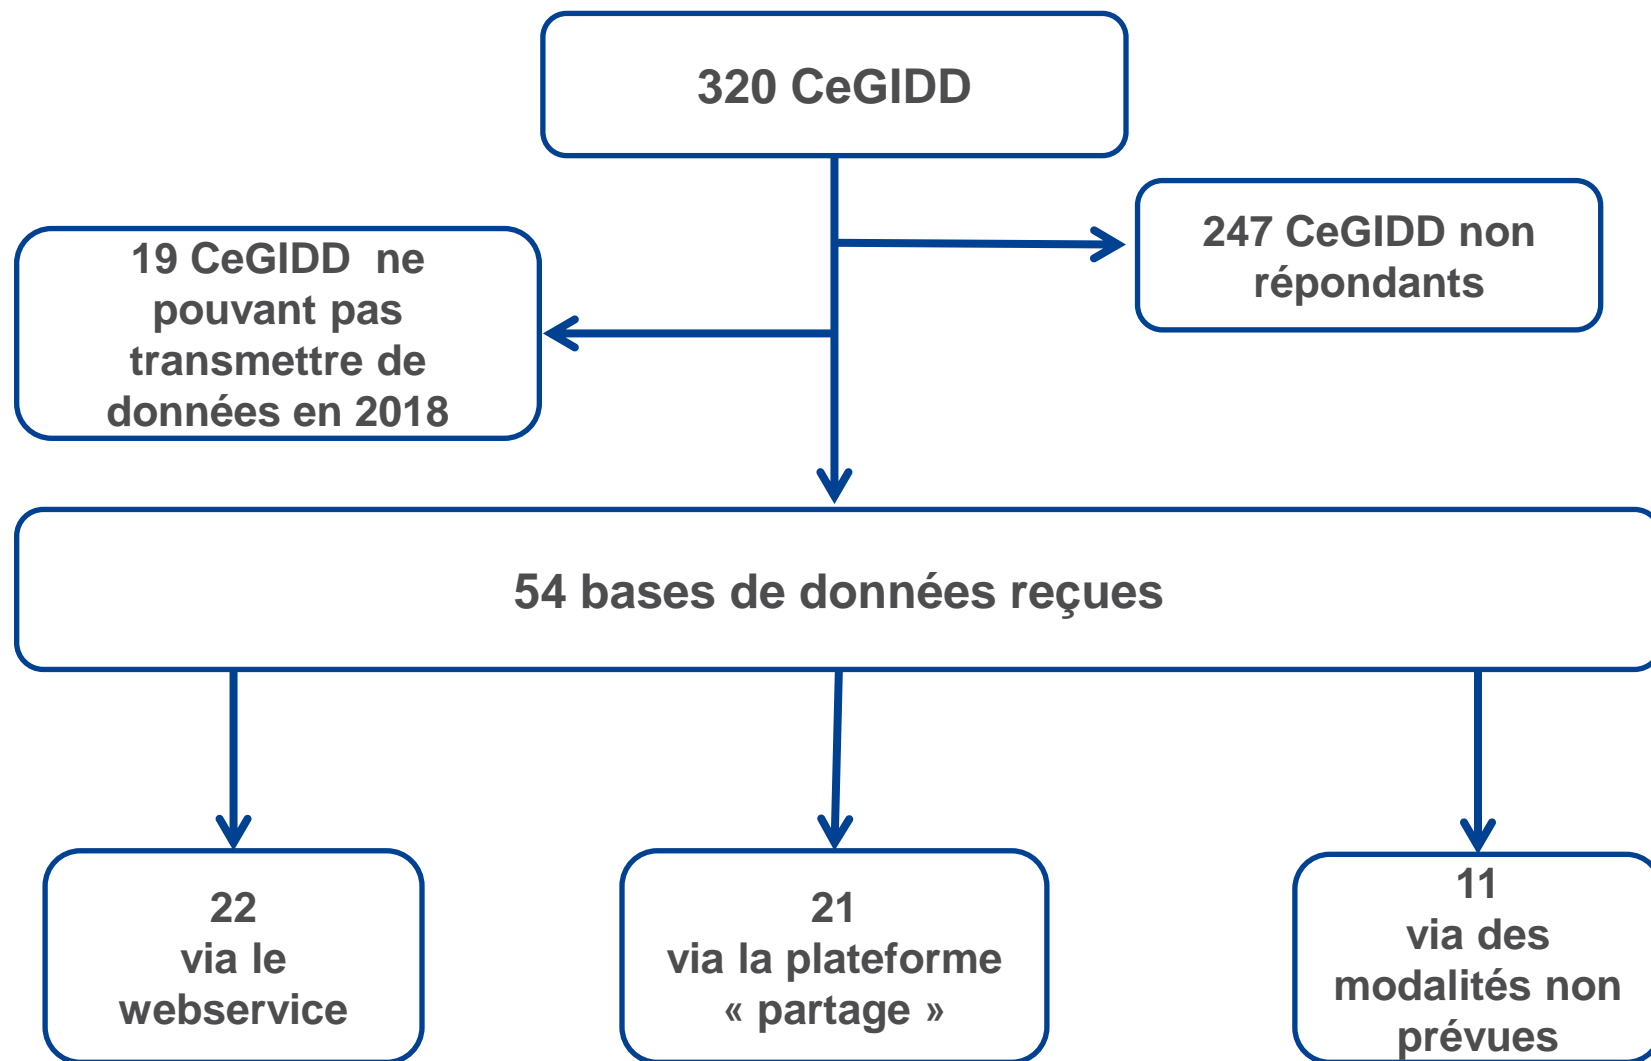 320 CeGIDD
247 CeGIDD non
répondants
19 CeGIDD ne
pouvant pas
transmettre de
données en 2018
54 bases de données reçues
22
via le
webservice
21
via la plateforme
« partage »
11
via des
modalités non
prévues